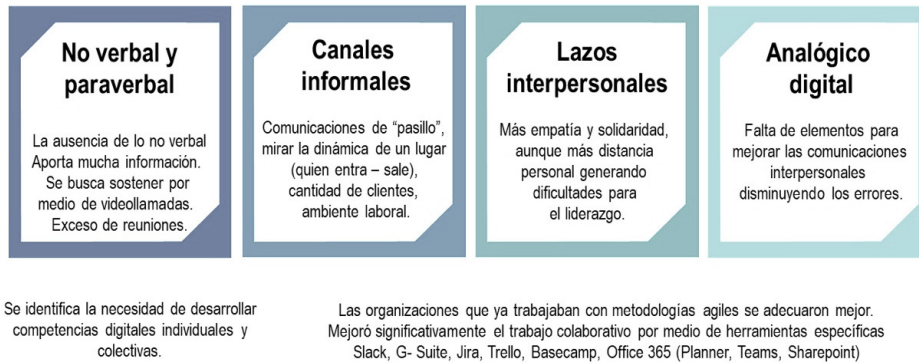 No verbal y
paraverbal
La ausencia de lo no verbal
Aporta mucha información.
Se busca sostener por
medio de videollamadas.
Exceso de reuniones.
Canales
informales
Comunicaciones de “pasillo”,
mirar la dinámica de un lugar
(quien entra – sale),
cantidad de clientes,
ambiente laboral.
Lazos
interpersonales
Más empatía y solidaridad,
aunque más distancia
personal generando
dificultades para
el liderazgo.
Analógico
digital
Falta de elementos para
mejorar las comunicaciones
interpersonales
disminuyendo los errores.
Se identifica la necesidad de desarrollar
competencias digitales individuales y
colectivas.
Las organizaciones que ya trabajaban con metodologías agiles se adecuaron mejor.
Mejoró significativamente el trabajo colaborativo por medio de herramientas específicas
Slack, G- Suite, Jira, Trello, Basecamp, Office 365 (Planner, Teams, Sharepoint)